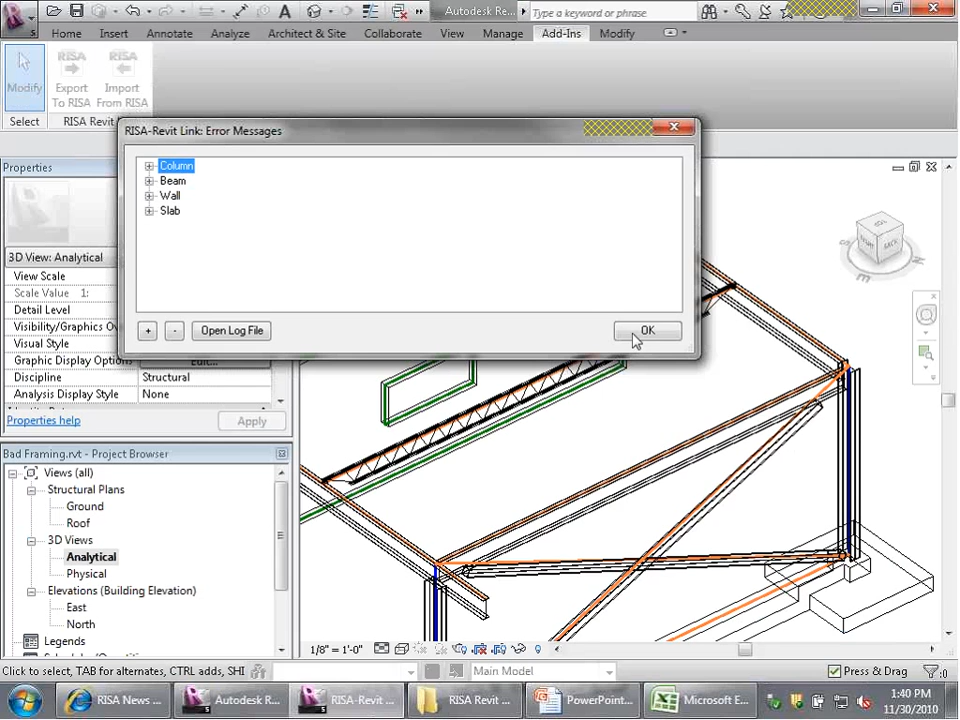 Autodesk Re...
Type a keyword or phrase
Home Insert Annotate Analyze Architect & Site Collaborate View Manage Add-Ins Modify
RISA RISA
Modify Export Import
To RISA From RISA
Select RISA Revit
RISA-Revit Link: Error Messages
Column
Beam
Wall
Slab
+ - Open Log File OK
Properties
3D View: Analytical
View Scale
Scale Value 1:
Detail Level
Visibility/Graphics
Visual Style
Graphic Display Options Edit...
Discipline Structural
Analysis Display Style None
Properties help Apply
Bad Framing.rvt - Project Browser
Views (all)
Structural Plans
Ground
Roof
3D Views
Analytical
Physical
Elevations (Building Elevation)
East
North
Legends
1/8" = 1'-0"
Click to select, TAB for alternates, CTRL adds, SHI
Main Model
Press & Drag
:0
RISA News ... Autodesk R... RISA-Revit ... RISA Revit ... PowerPoint... Microsoft E...
1:40 PM
11/30/2010